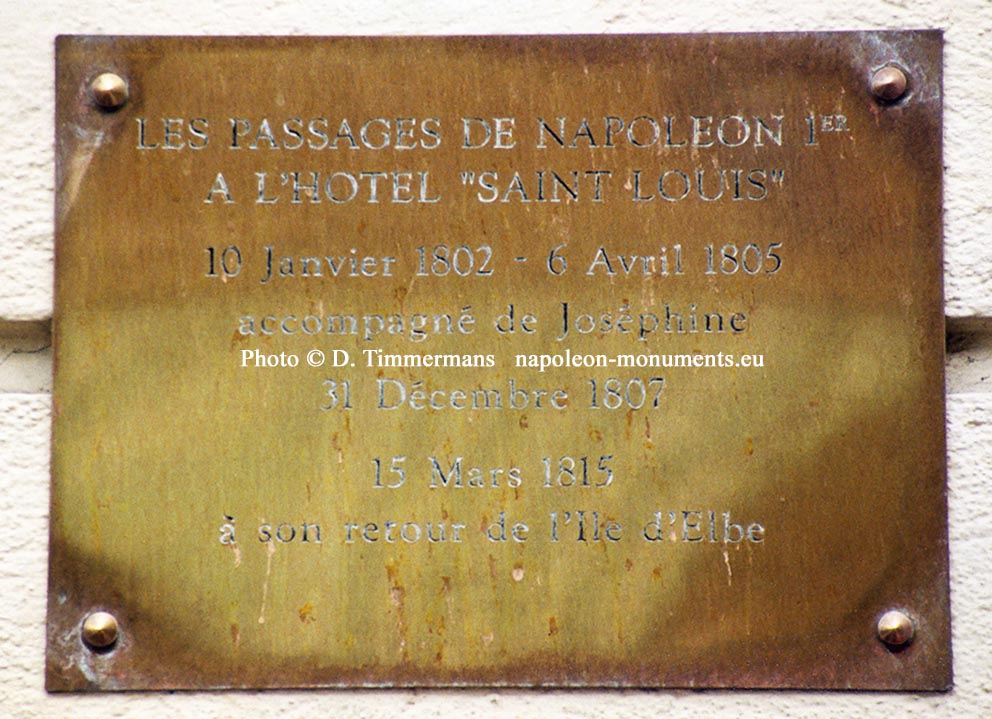 LES PASSAGES DE NAPOLEON 1ER
A L'HOTEL "SAINT LOUIS"
10 Janvier 1802 - 6 Avril 1805
accompagné de Joséphine
Photo © D. Timmermans napoleon-monuments.eu
31 Décembre 1807
15 Mars 1815
à son retour de l'Ile d'Elbe